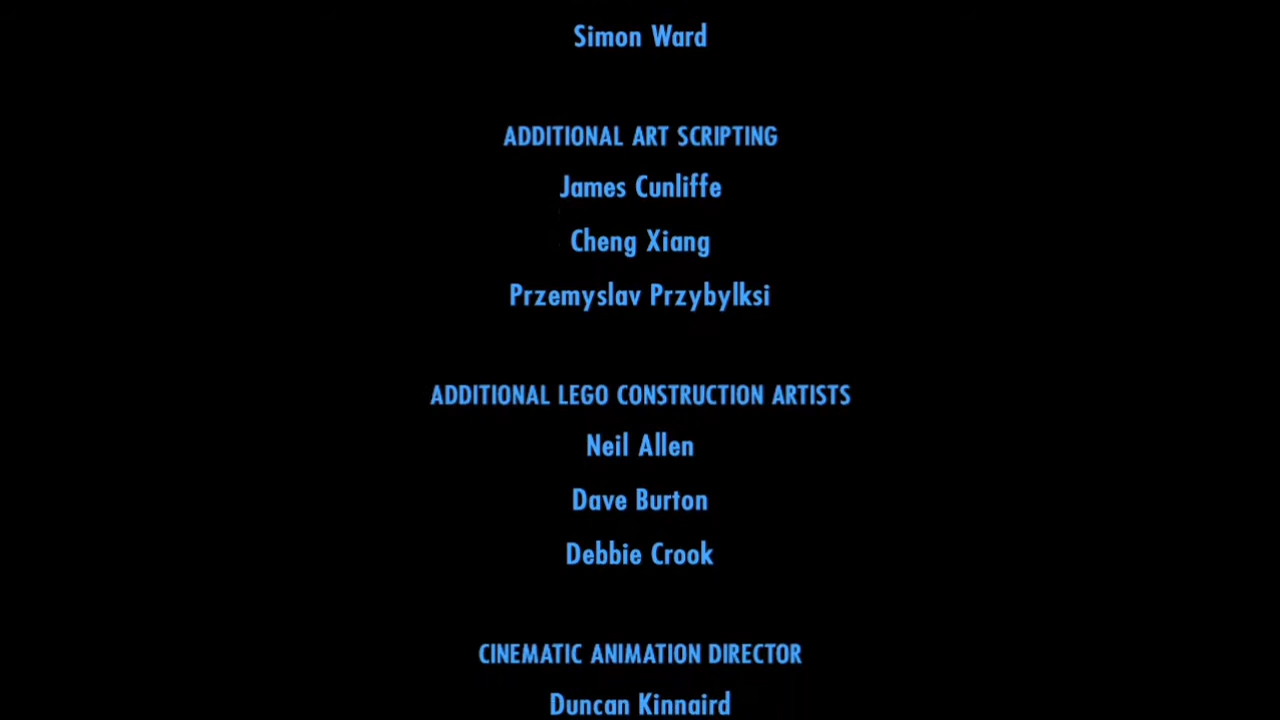 Simon Ward
ADDITIONAL ART SCRIPTING
James Cunliffe
Cheng Xiang
Przemyslav Przybylksi
ADDITIONAL LEGO CONSTRUCTION ARTISTS
Neil Allen
Dave Burton
Debbie Crook
CINEMATIC ANIMATION DIRECTOR
Duncan Kinnaird